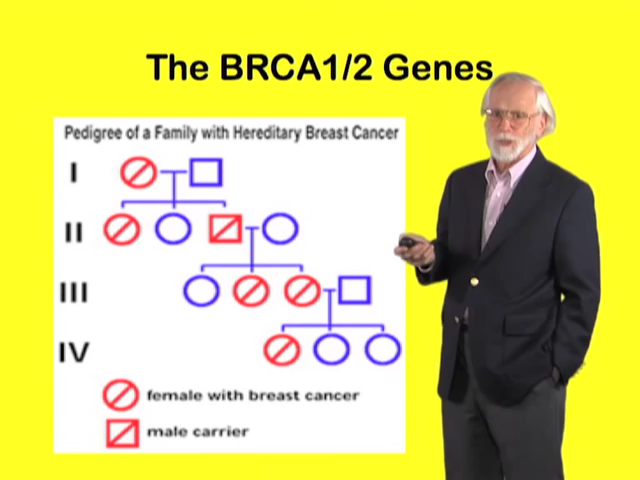 The BRCA1/2 Genes
Pedigree of a Family with Hereditary Breast Cancer
I
II
III
IV
female with breast cancer
male carrier